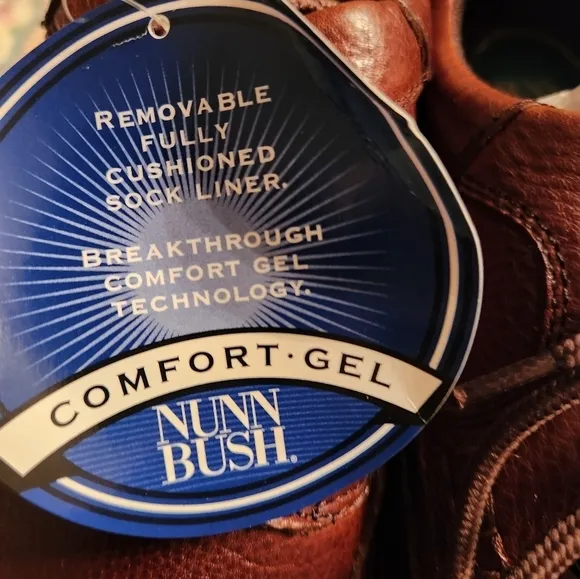 REMOVABLE
FULLY
CUSHIONED
SOCK LINER.
BREAKTHROUGH
COMFORT GEL
TECHNOLOGY.
COMFORT·GEL
NUNN
BUSH®